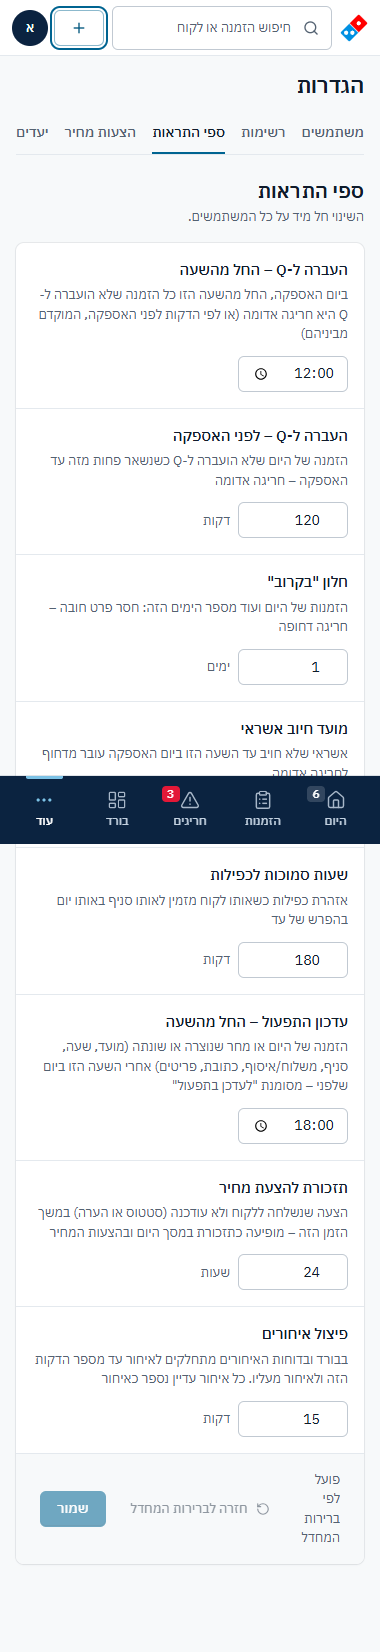 חיפוש הזמנה או לקוח
א
הגדרות
משתמשים
רשימות
ספי התראות
הצעות מחיר
יעדים
ספי התראות
השינוי חל מיד על כל המשתמשים.
העברה ל-Q – החל מהשעה
ביום האספקה, החל מהשעה הזו כל הזמנה שלא הועברה ל-
Q היא חריגה אדומה (או לפי הדקות לפני האספקה, המוקדם
מביניהם)
12:00
העברה ל-Q – לפני האספקה
הזמנה של היום שלא הועברה ל-Q כשנשאר פחות מזה עד
האספקה – חריגה אדומה
120 דקות
חלון "בקרוב"
הזמנות של היום ועוד מספר הימים הזה: חסר פרט חובה –
חריגה דחופה
1 ימים
מועד חיוב אשראי
אשראי שלא חויב עד השעה הזו ביום האספקה עובר מדחוף
לחריגה אדומה
היום 6
הזמנות
חריגים 3
בורד
עוד
שעות סמוכות לכפילות
אזהרת כפילות כשאותו לקוח מזמין לאותו סניף באותו יום
בהפרש של עד
180 דקות
עדכון התפעול – החל מהשעה
הזמנה של היום או מחר שנוצרה או שונתה (מועד, שעה,
סניף, משלוח/איסוף, כתובת, פריטים) אחרי השעה הזו ביום
שלפני – מסומנת "לעדכן בתפעול"
18:00
תזכורת להצעת מחיר
הצעה שנשלחה ללקוח ולא עודכנה (סטטוס או הערה) במשך
הזמן הזה – מופיעה כתזכורת במסך היום ובהצעות המחיר
24 שעות
פיצול איחורים
בבורד ובדוחות האיחורים מתחלקים לאיחור עד מספר הדקות
הזה ולאיחור מעליו. כל איחור עדיין נספר כאיחור
15 דקות
פועל
לפי
ברירות
המחדל
חזרה לברירות המחדל
שמור